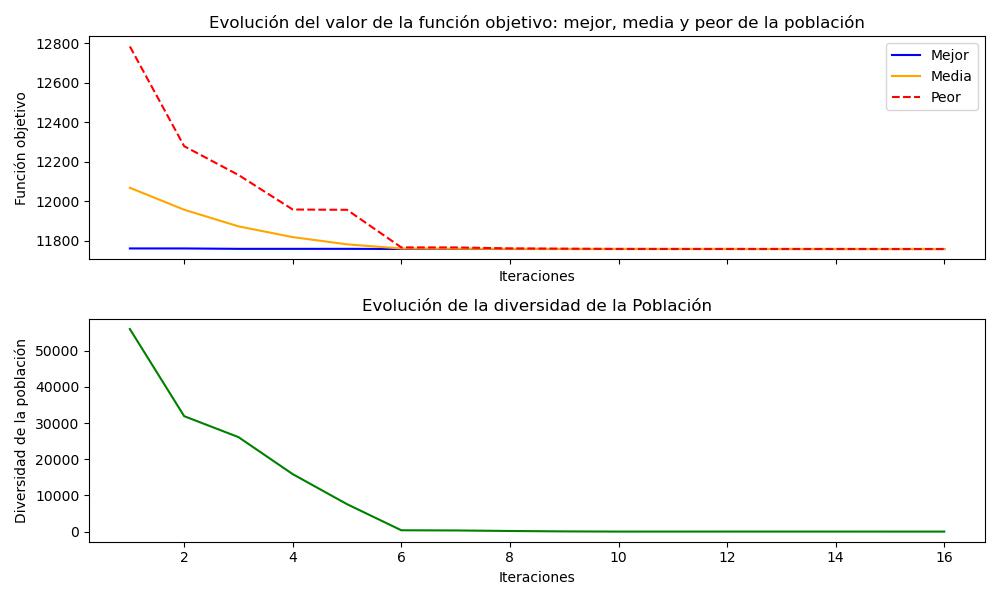 Evolución del valor de la función objetivo: mejor, media y peor de la población
Función objetivo
12800
12600
12400
12200
12000
11800
Mejor
Media
Peor
Iteraciones
Evolución de la diversidad de la Población
Diversidad de la población
50000
40000
30000
20000
10000
0
2 4 6 8 10 12 14 16
Iteraciones